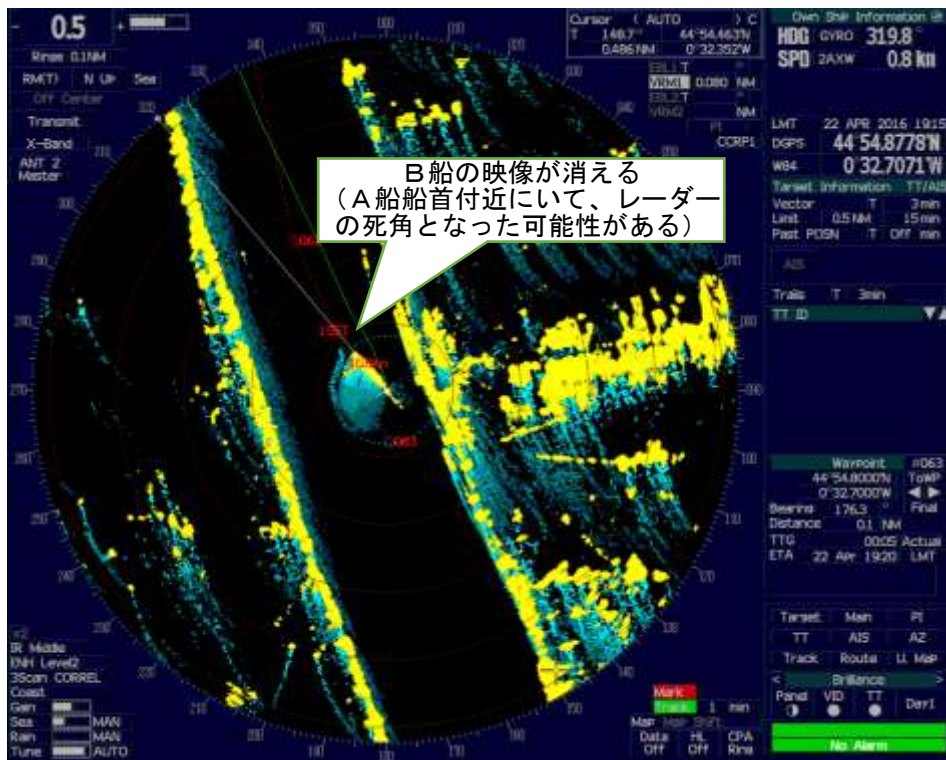 0.5
Rings 0.1NM
RM(T) N UP Sea
Off Center
Transmit
X-Band
ANT 2
Master
Cursor ( AUTO ) C
T 148.7° 44°54.463'N
0.486 NM 0°32.352'W
EBL1 T
VRM1 0.080 NM
EBL2 T
VRM2 NM
CCRP1
Own Ship Information
HDG GYRO 319.8°
SPD 2AXW 0.8 kn
LMT 22 APR 2016 19:15
DGPS 44 54.8778'N
W84 0 32.7071'W
Target Information TT/AIS
Vector T 3min
Limit 0.5NM 15min
Past POSN T Off min
AIS
Trails T 3min
TT ID
B船の映像が消える
(A船船首付近にいて、レーダー
の死角となった可能性がある)
Waypoint #063
44°54.8000'N ToWP
0°32.7000'W
Bearing 176.3 ° Final
Distance 0.1 NM
TTG 00:05 Actual
ETA 22 Apr 19:20 LMT
Target Main PI
TT AIS AZ
Track Route U. Map
< Brilliance >
Panel VID TT Day1
No Alarm
IR Middle
ENH Level2
3Scan CORREL
Coast
Gain
Sea MAN
Rain MAN
Tune AUTO
Mark
Track 1 min
Map Map Shift
Data HL CPA
Off Off Ring